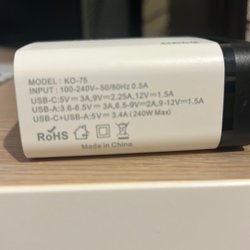 MODEL: KO-75
INPUT: 100-240V~50/60Hz 0.5A
USB-C:5V⎓3A,9V⎓2.25A,12V⎓1.5A
USB-A:3.6-6.5V⎓3A,6.5-9V⎓2A,9-12V⎓1.5A
USB-C+USB-A:5V⎓3.4A(240W Max)
RoHS
Made in China